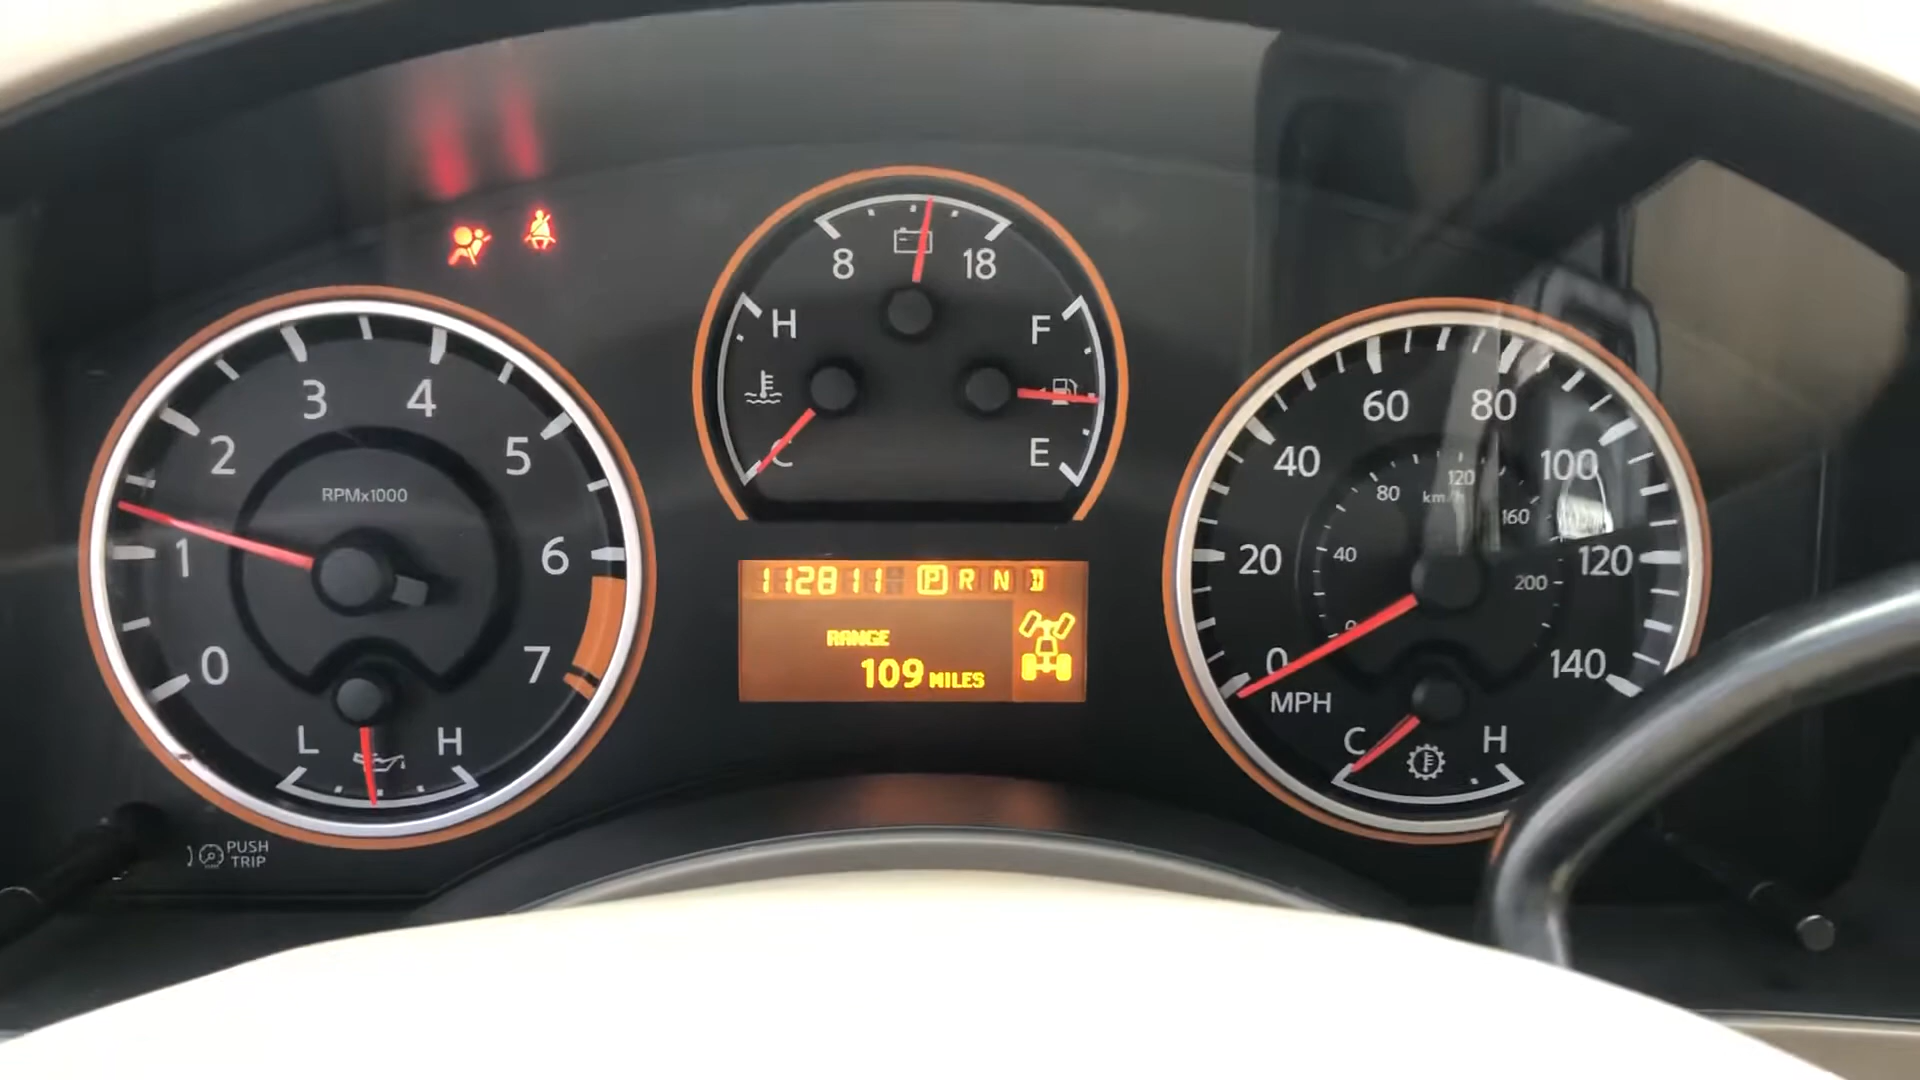 8 18
H
F
C
E
0 1 2 3 4 5 6 7
RPMx1000
L H
112811 P R N D
RANGE
109 MILES
0 20 40 60 80 100 120 140
0 40 80 120 160 200
km/h
MPH
C H
PUSH
TRIP